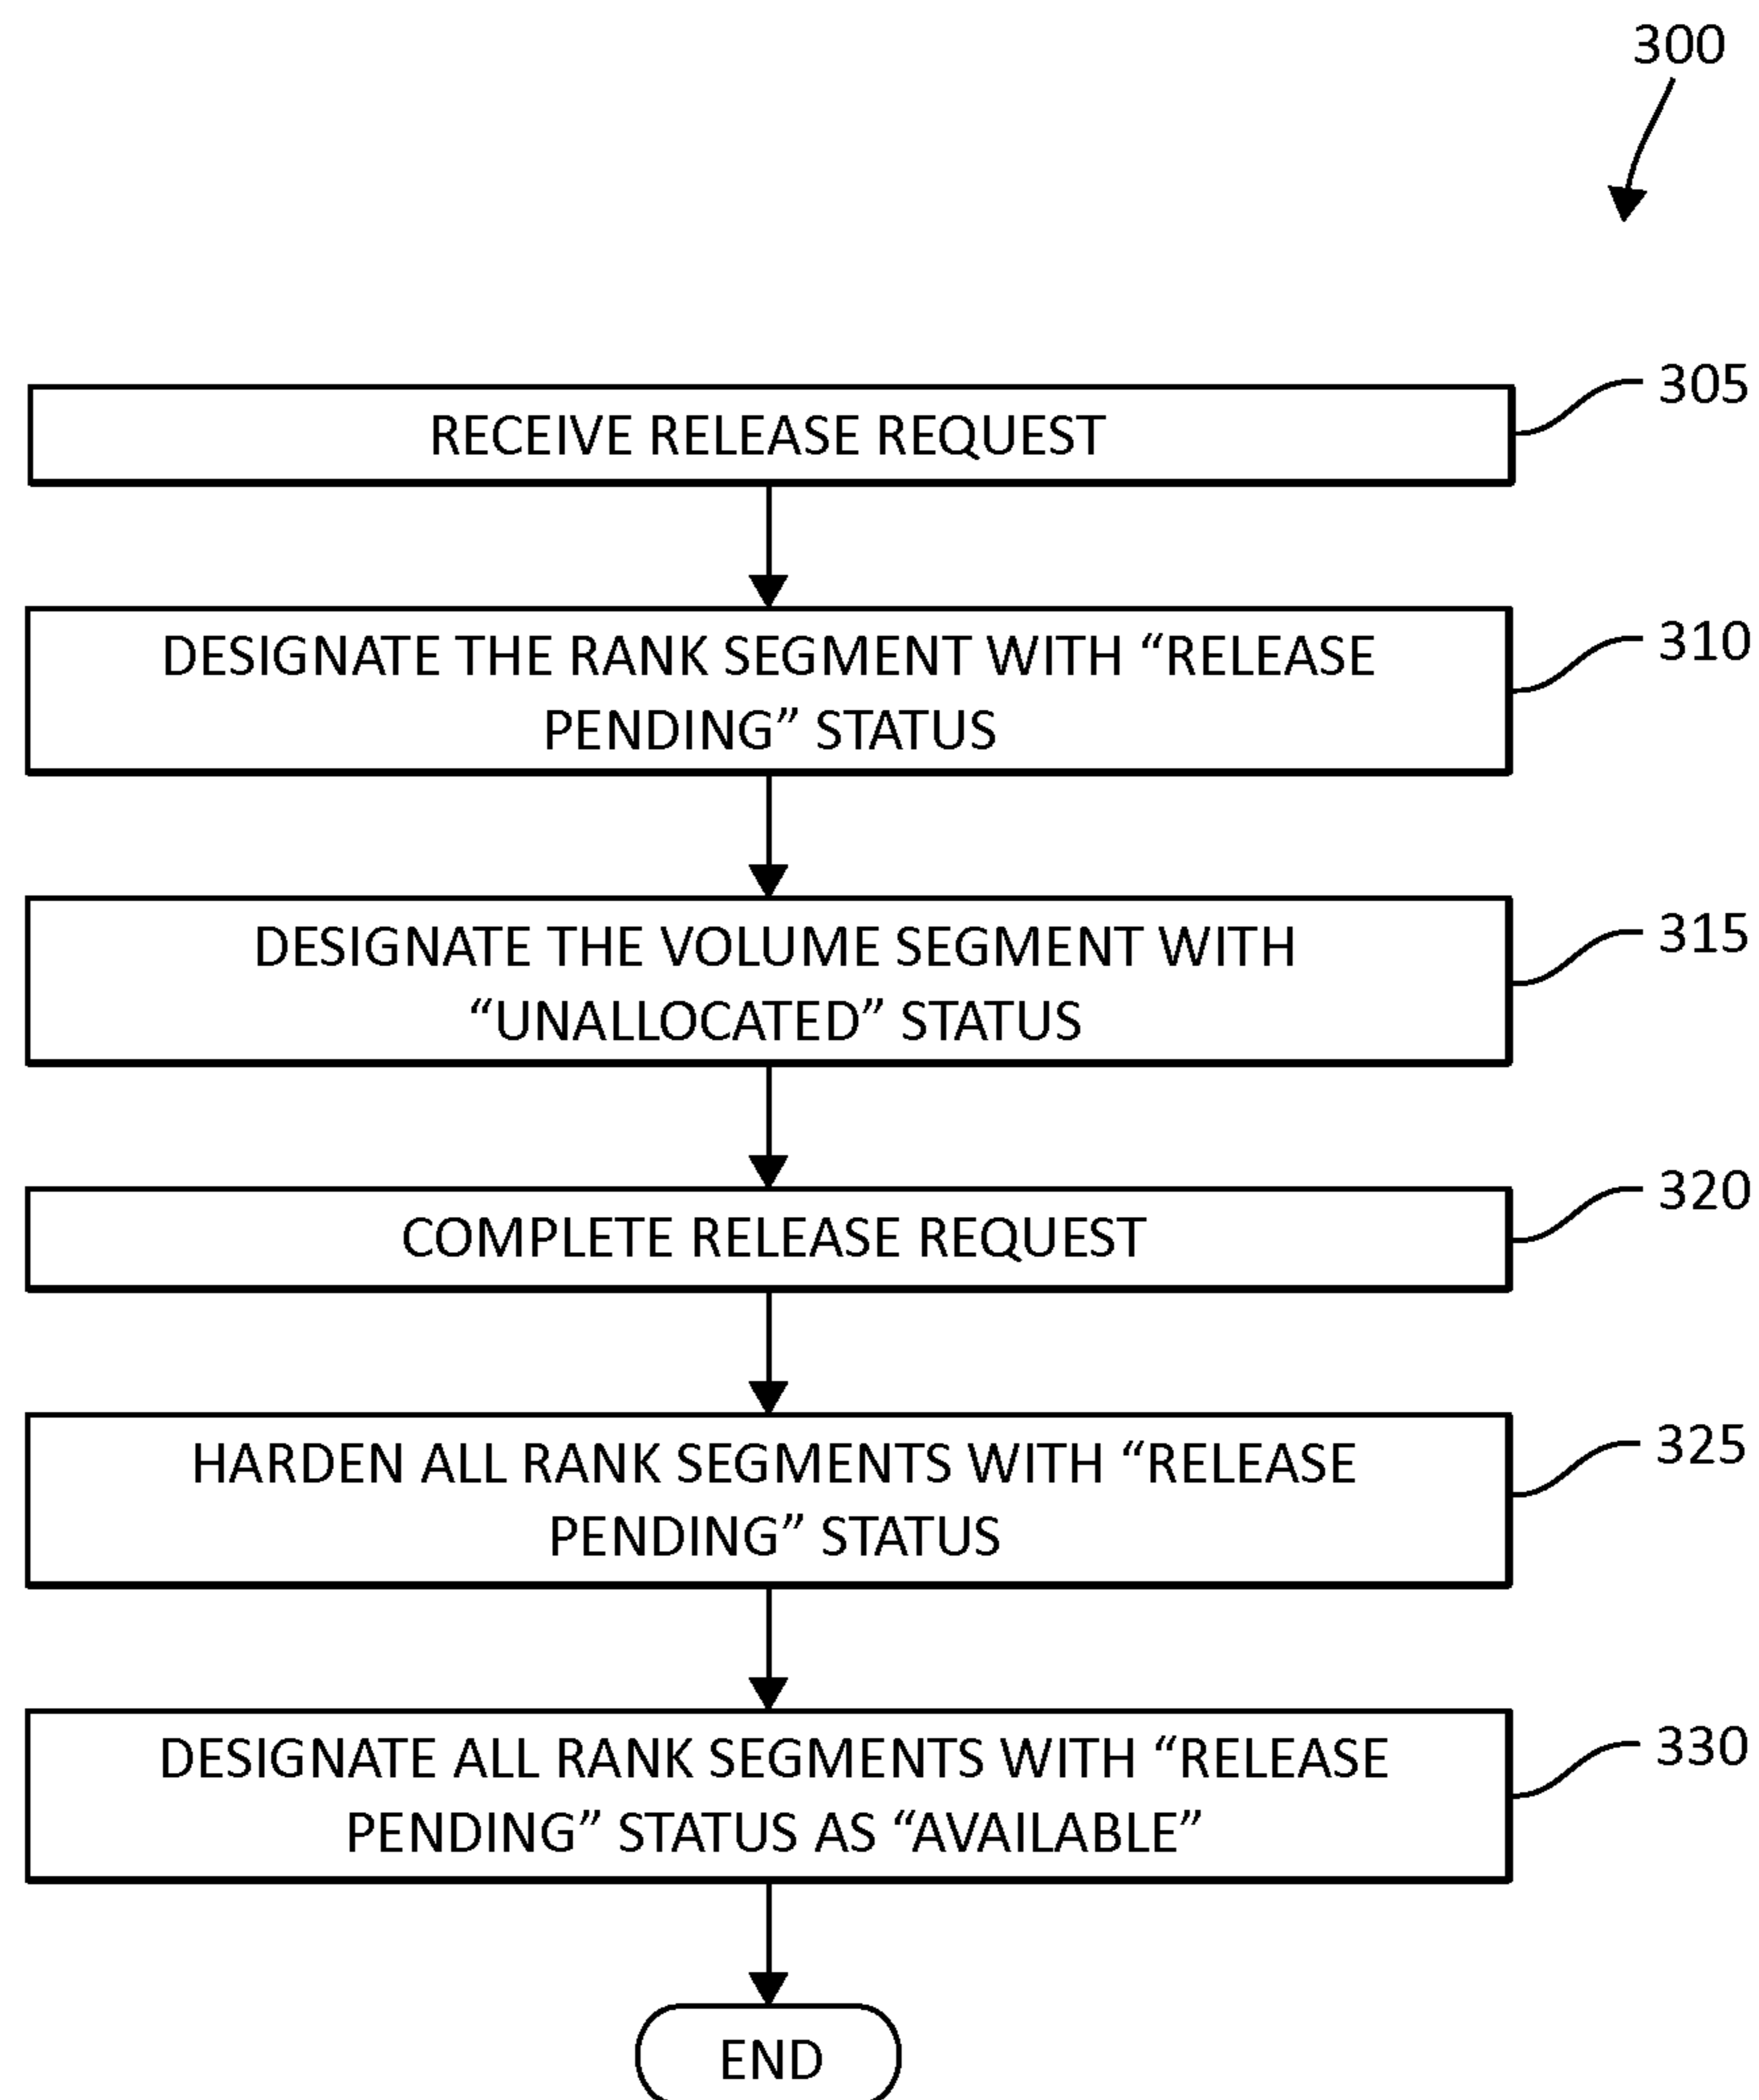 300
RECEIVE RELEASE REQUEST
305
DESIGNATE THE RANK SEGMENT WITH “RELEASE
PENDING” STATUS
310
DESIGNATE THE VOLUME SEGMENT WITH
“UNALLOCATED” STATUS
315
COMPLETE RELEASE REQUEST
320
HARDEN ALL RANK SEGMENTS WITH “RELEASE
PENDING” STATUS
325
DESIGNATE ALL RANK SEGMENTS WITH “RELEASE
PENDING” STATUS AS “AVAILABLE”
330
END